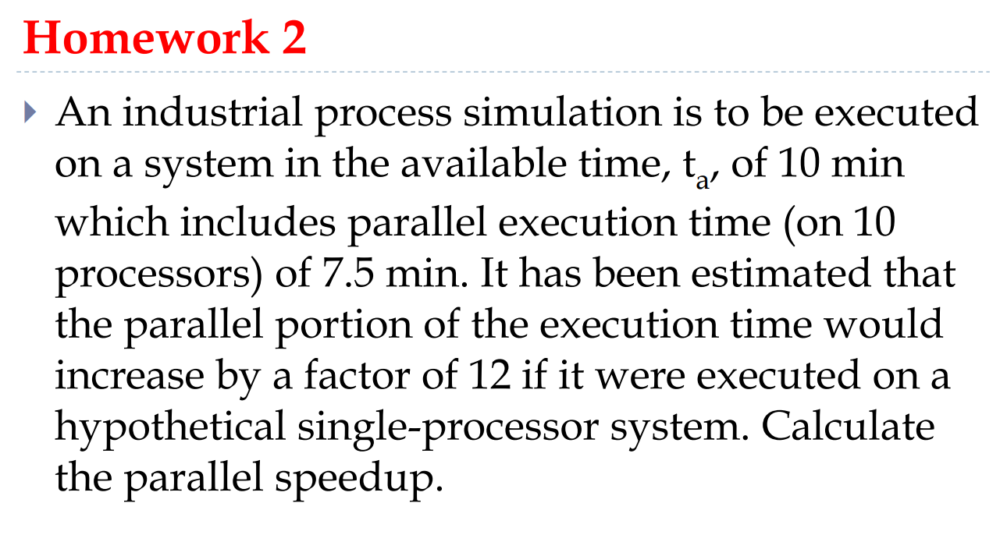 Homework 2
An industrial process simulation is to be executed
on a system in the available time, ta, of 10 min
which includes parallel execution time (on 10
processors) of 7.5 min. It has been estimated that
the parallel portion of the execution time would
increase by a factor of 12 if it were executed on a
hypothetical single-processor system. Calculate
the parallel speedup.